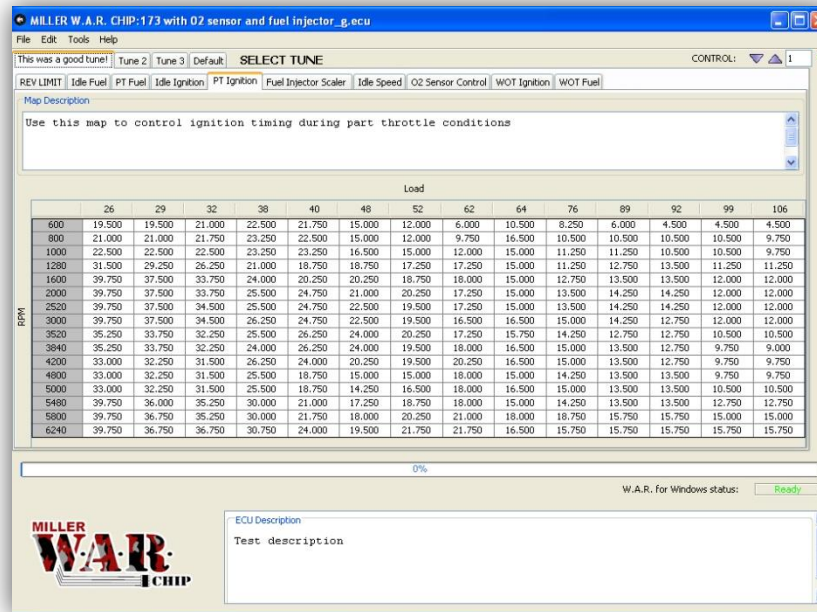 MILLER W.A.R. CHIP:173 with O2 sensor and fuel injector_g.ecu
File Edit Tools Help
This was a good tune! Tune 2 Tune 3 Default SELECT TUNE CONTROL: 1
REV LIMIT Idle Fuel PT Fuel Idle Ignition PT Ignition Fuel Injector Scaler Idle Speed O2 Sensor Control WOT Ignition WOT Fuel
Map Description
Use this map to control ignition timing during part throttle conditions
Load
26 29 32 38 40 48 52 62 64 76 89 92 99 106
600 19.500 19.500 21.000 22.500 21.750 15.000 12.000 6.000 10.500 8.250 6.000 4.500 4.500 4.500
800 21.000 21.000 21.750 23.250 22.500 15.000 12.000 9.750 16.500 10.500 10.500 10.500 10.500 9.750
1000 22.500 22.500 22.500 23.250 23.250 16.500 15.000 12.000 15.000 11.250 11.250 10.500 10.500 9.750
1280 31.500 29.250 26.250 21.000 18.750 18.750 17.250 17.250 15.000 11.250 12.750 13.500 11.250 11.250
1600 39.750 37.500 33.750 24.000 20.250 20.250 18.750 18.000 15.000 12.750 13.500 13.500 12.000 12.000
2000 39.750 37.500 33.750 25.500 24.750 21.000 20.250 17.250 15.000 13.500 14.250 14.250 12.000 12.000
2520 39.750 37.500 34.500 25.500 24.750 22.500 19.500 17.250 15.000 13.500 14.250 12.750 12.000 12.000
RPM
3000 39.750 37.500 34.500 26.250 24.750 22.500 19.500 16.500 16.500 15.000 14.250 12.750 12.000 12.000
3520 35.250 33.750 32.250 25.500 26.250 24.000 20.250 17.250 15.750 14.250 12.750 12.750 10.500 10.500
3840 35.250 33.750 32.250 24.000 26.250 24.000 19.500 18.000 16.500 15.000 13.500 12.750 9.750 9.000
4200 33.000 32.250 31.500 26.250 24.000 20.250 19.500 20.250 16.500 15.000 13.500 12.750 9.750 9.750
4800 33.000 32.250 31.500 25.500 18.750 15.000 15.000 18.000 15.000 14.250 13.500 13.500 9.750 9.750
5000 33.000 32.250 31.500 25.500 18.750 14.250 16.500 18.000 16.500 15.000 13.500 13.500 10.500 10.500
5480 39.750 36.000 35.250 30.000 21.000 17.250 18.750 18.000 15.000 14.250 13.500 13.500 12.750 12.750
5800 39.750 36.750 35.250 30.000 21.750 18.000 20.250 21.000 18.000 18.750 15.750 15.750 15.000 15.000
6240 39.750 36.750 36.750 30.750 24.000 19.500 21.750 21.750 16.500 15.750 15.750 15.750 15.750 15.750
0%
W.A.R. for Windows status: Ready
MILLER
W·A·R·
CHIP
ECU Description
Test description